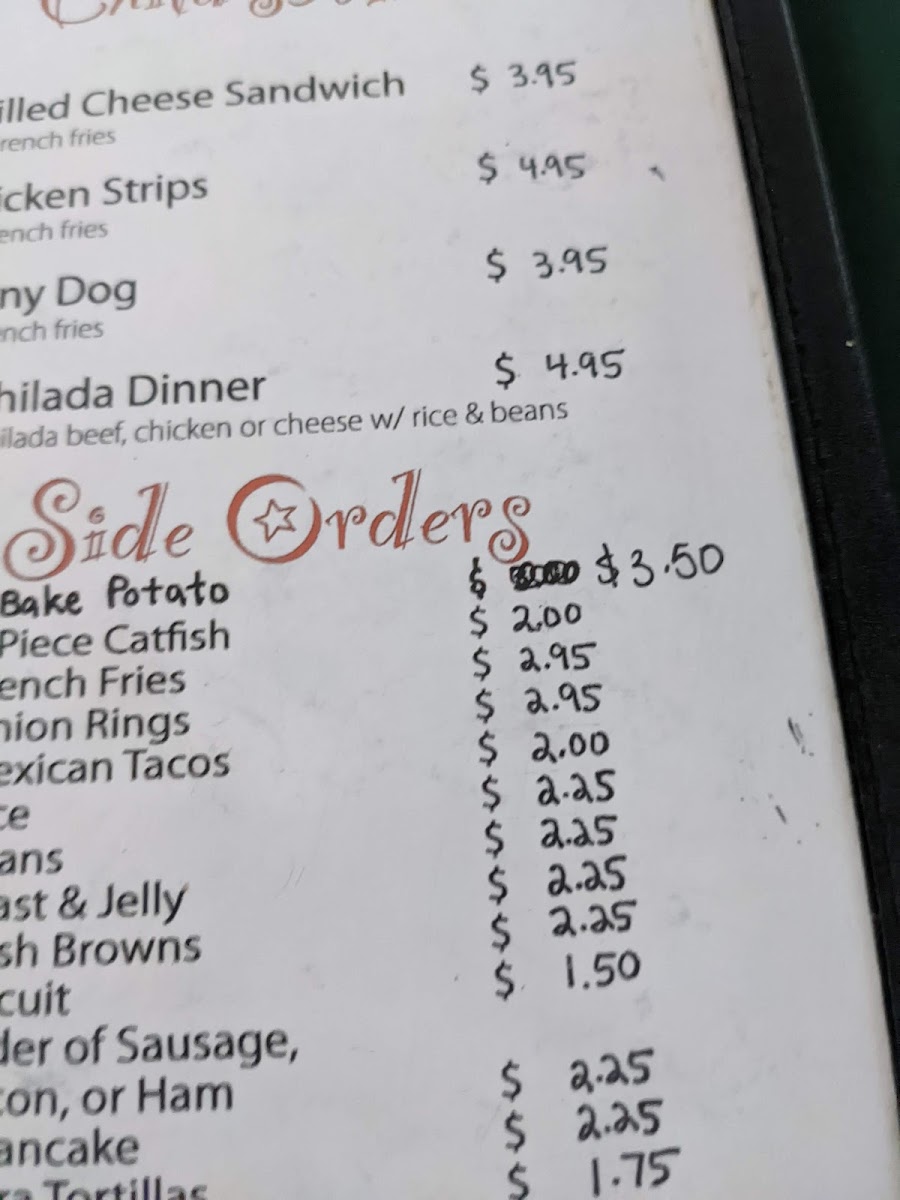 illed Cheese Sandwich $ 3.95
rench fries
icken Strips $ 4.95
ench fries
ny Dog $ 3.95
nch fries
hilada Dinner $ 4.95
ilada beef, chicken or cheese w/ rice & beans
Side Orders
Bake Potato $ $3.50
Piece Catfish $ 2.00
ench Fries $ 2.95
nion Rings $ 2.95
exican Tacos $ 2.00
ce $ 2.25
ans $ 2.25
ast & Jelly $ 2.25
sh Browns $ 2.25
cuit $ 1.50
der of Sausage,
con, or Ham $ 2.25
ancake $ 2.25
ra Tortillas $ 1.75